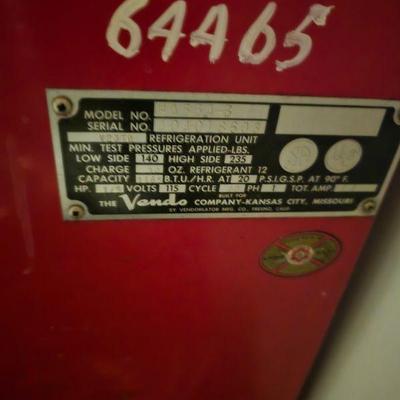 64A65
MODEL NO.
SERIAL NO.
REFRIGERATION UNIT
MIN. TEST PRESSURES APPLIED-LBS.
LOW SIDE 140 HIGH SIDE 235
CHARGE OZ. REFRIGERANT 12
CAPACITY B.T.U./H.R. AT 20 P.S.I.G.S.P. AT 90° F.
HP. VOLTS 115 CYCLE PH 1 TOT. AMP.
BUILT FOR
THE Vendo COMPANY-KANSAS CITY, MISSOURI
BY VENDORLATOR MFG. CO., FRESNO, CALIF.